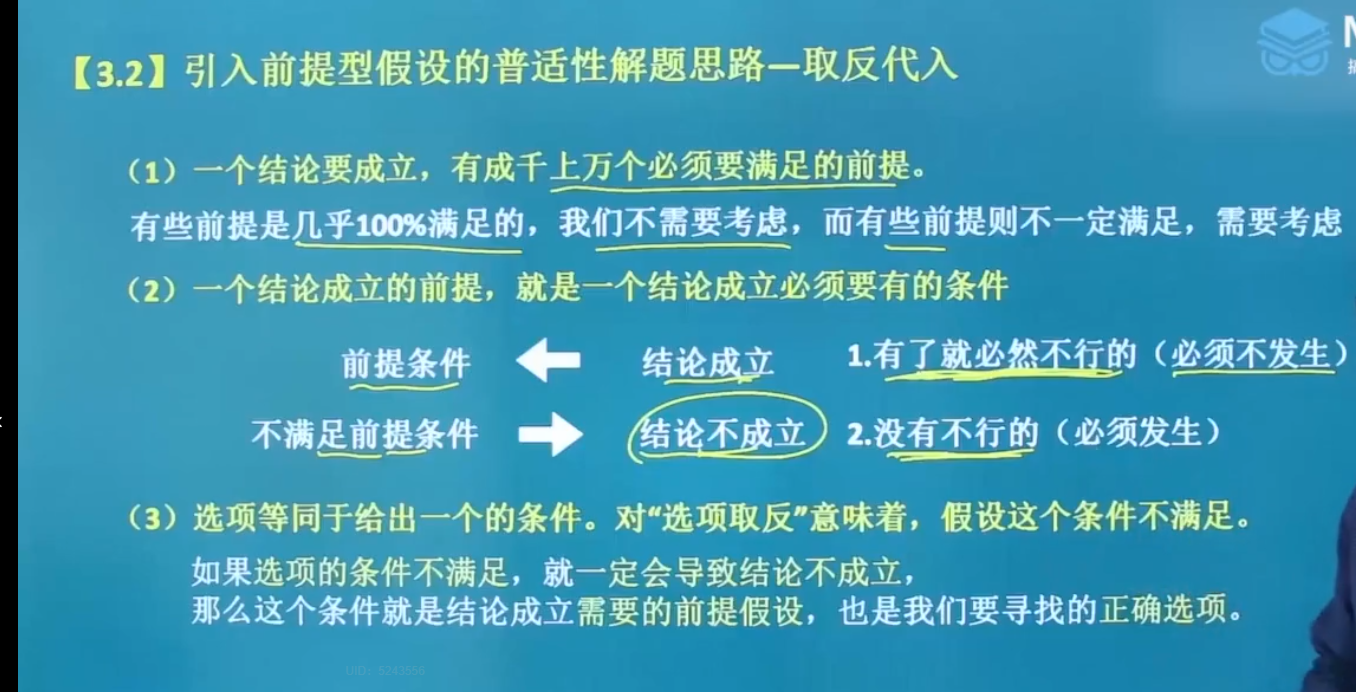 【3.2】引入前提型假设的普适性解题思路—取反代入
（1）一个结论要成立，有成千上万个必须要满足的前提。
有些前提是几乎100%满足的，我们不需要考虑，而有些前提则不一定满足，需要考虑
（2）一个结论成立的前提，就是一个结论成立必须要有的条件
前提条件 结论成立 1.有了就必然不行的（必须不发生）
不满足前提条件 结论不成立 2.没有不行的（必须发生）
（3）选项等同于给出一个的条件。对“选项取反”意味着，假设这个条件不满足。
如果选项的条件不满足，就一定会导致结论不成立，
那么这个条件就是结论成立需要的前提假设，也是我们要寻找的正确选项。
UID: 5243556